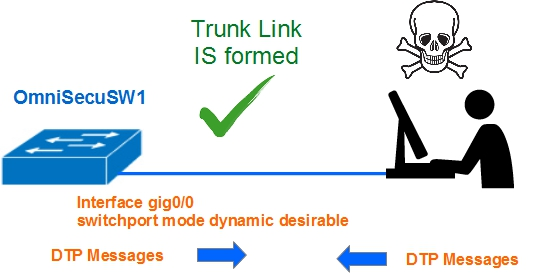 Trunk Link
IS formed
OmniSecuSW1
Interface gig0/0
switchport mode dynamic desirable
DTP Messages
DTP Messages